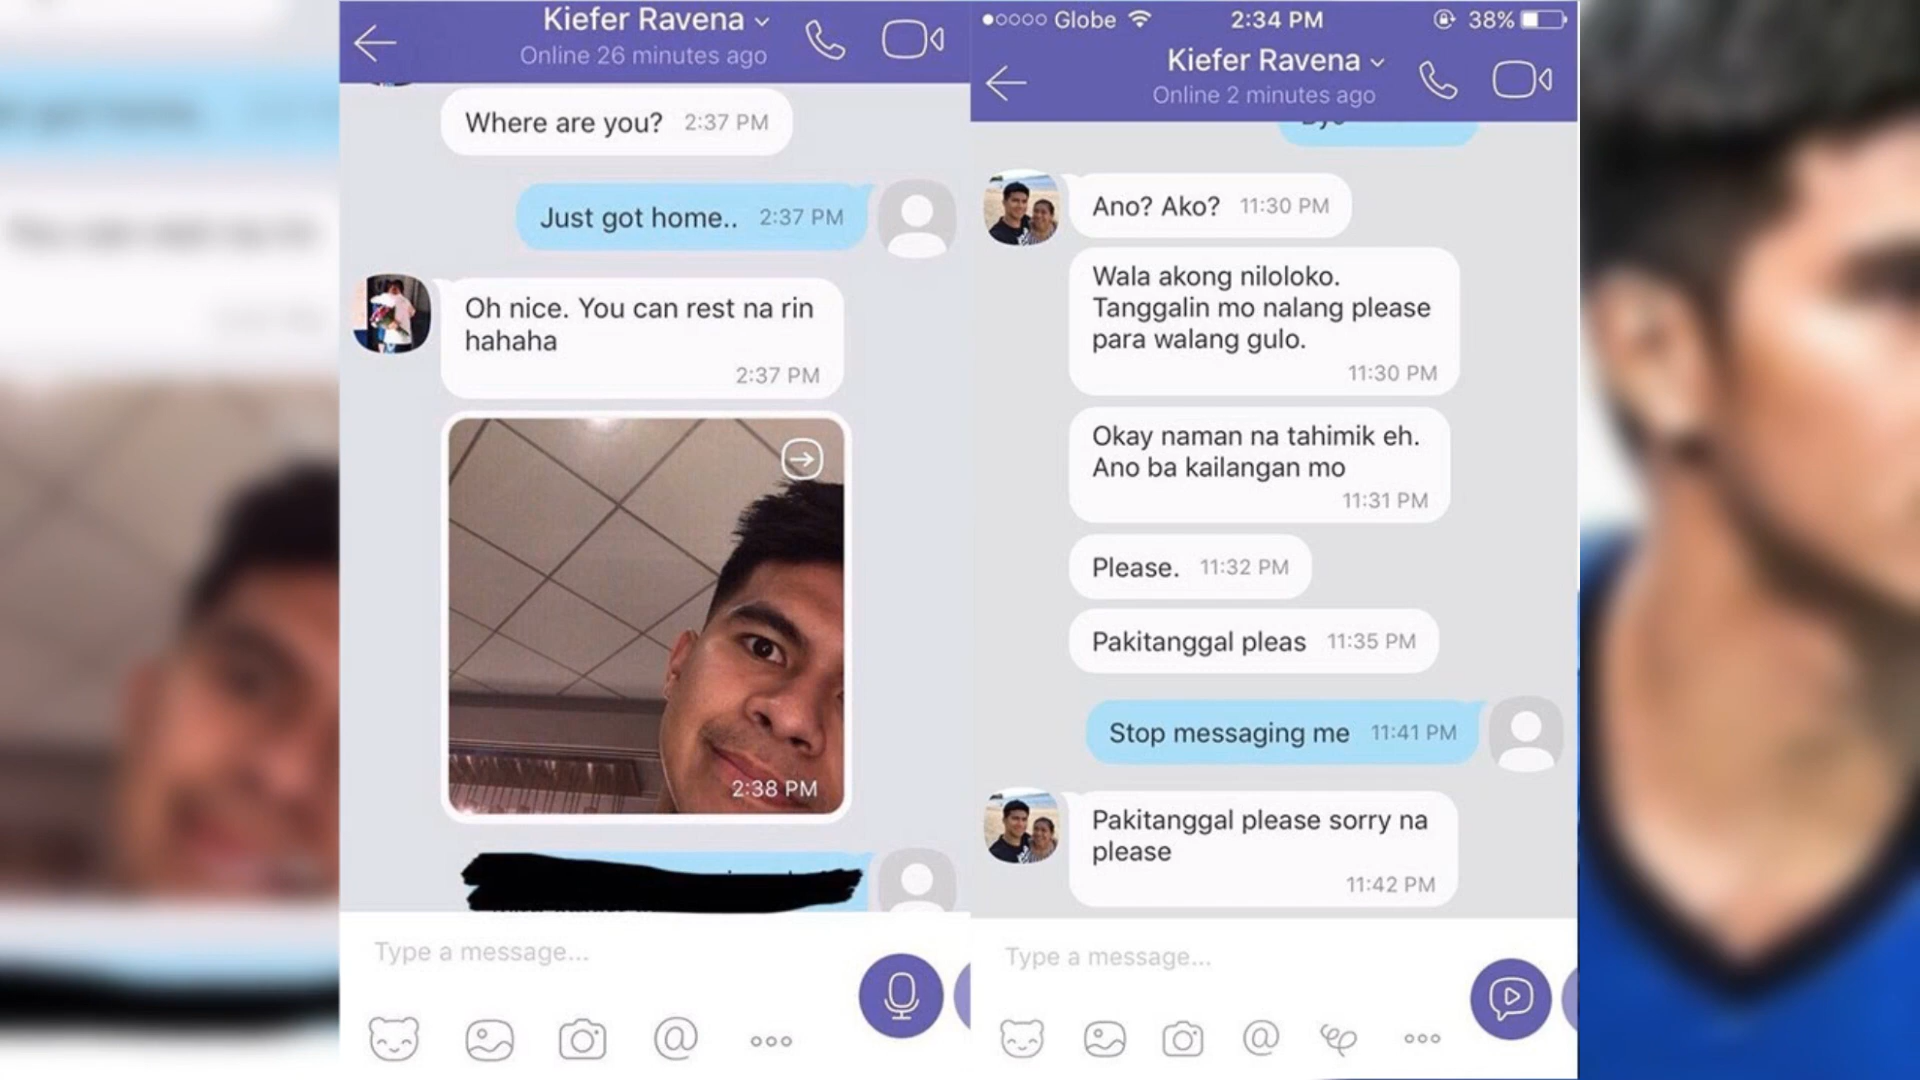 Kiefer Ravena
Online 26 minutes ago
Where are you? 2:37 PM
Just got home.. 2:37 PM
Oh nice. You can rest na rin
hahaha
2:37 PM
2:38 PM
Type a message...
Globe 2:34 PM 38%
Kiefer Ravena
Online 2 minutes ago
Ano? Ako? 11:30 PM
Wala akong niloloko.
Tanggalin mo nalang please
para walang gulo.
11:30 PM
Okay naman na tahimik eh.
Ano ba kailangan mo
11:31 PM
Please. 11:32 PM
Pakitanggal pleas 11:35 PM
Stop messaging me 11:41 PM
Pakitanggal please sorry na
please
11:42 PM
Type a message...